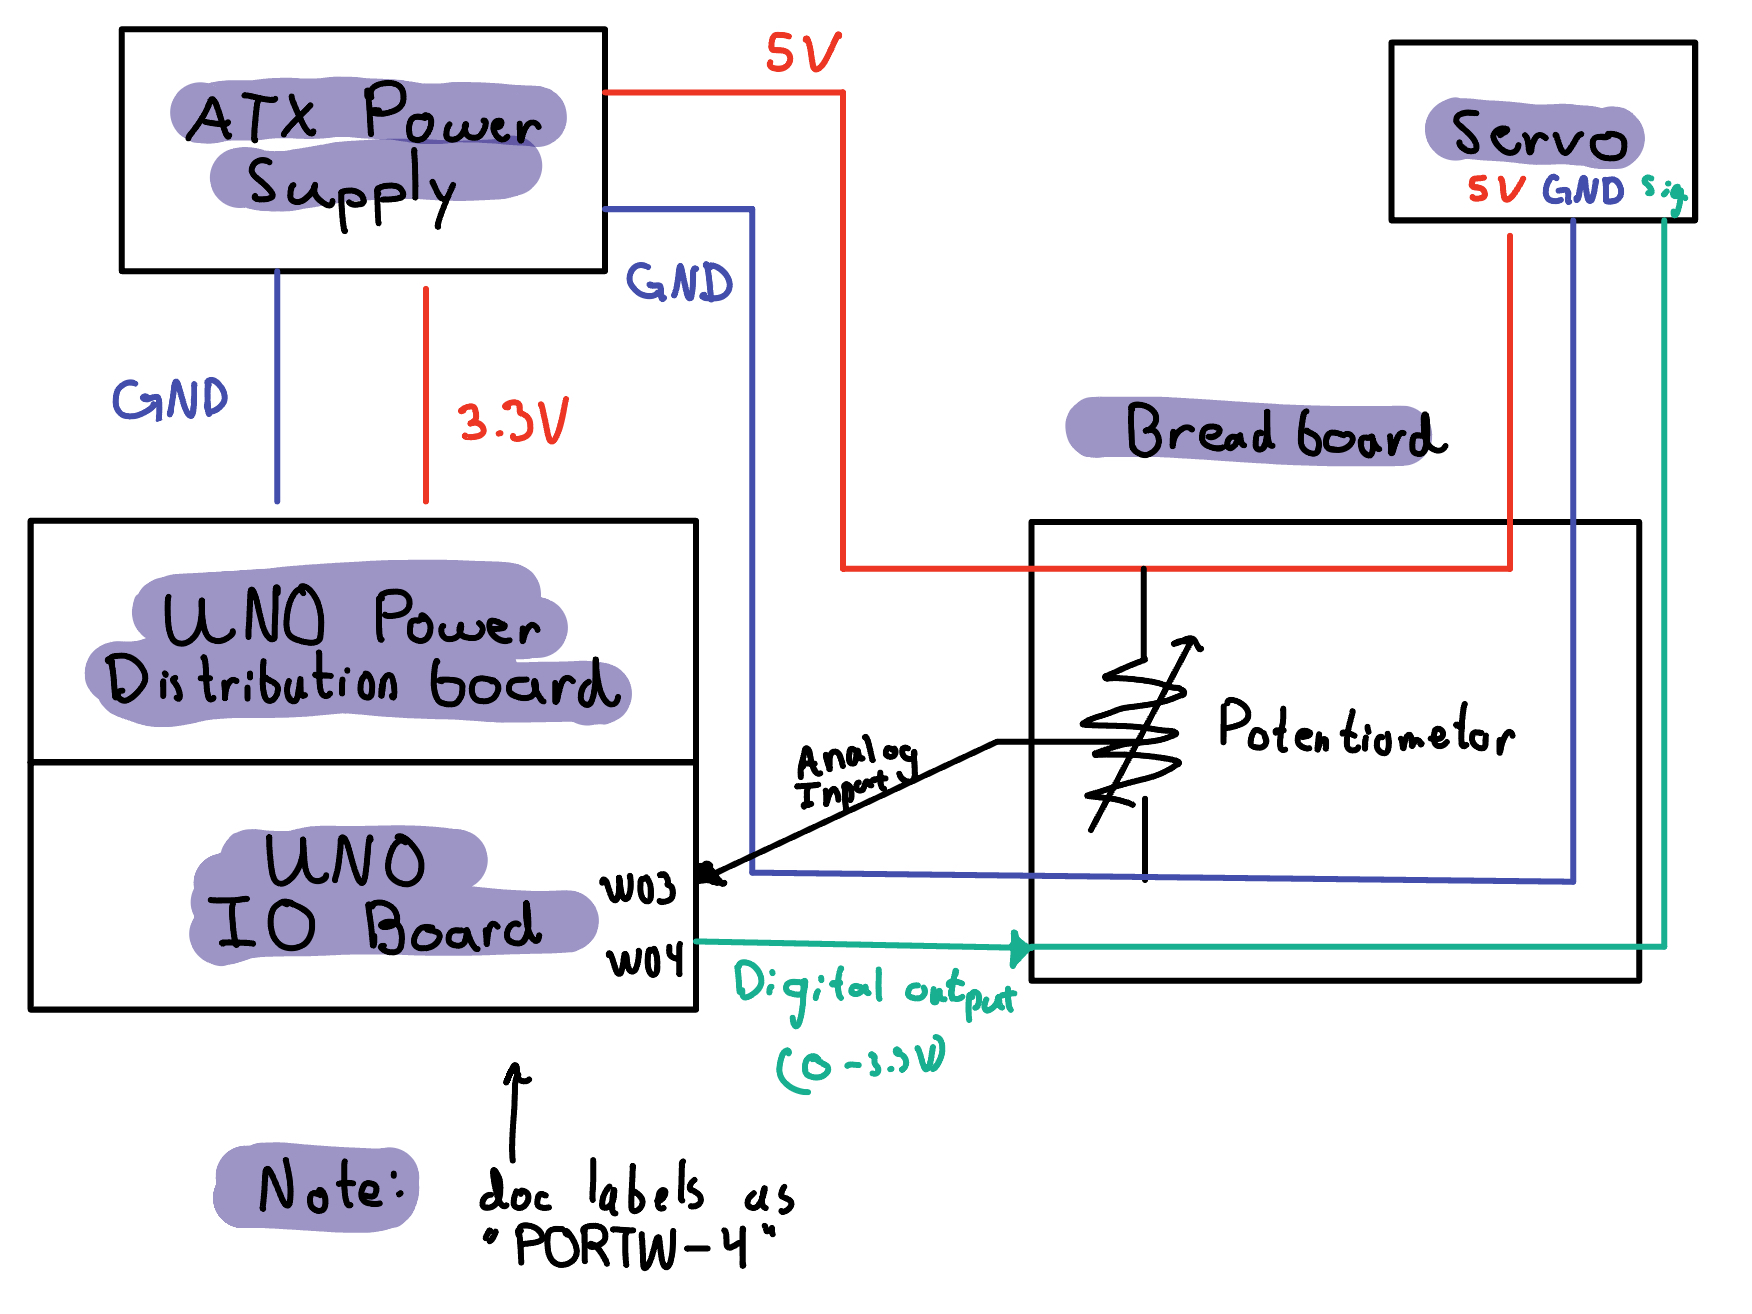 ATX Power
Supply
5V
GND
GND
3.3V
Servo
5V GND Sig.
Bread board
UNO Power
Distribution board
Potentiometor
Analog
Input
UNO
IO Board
W03
W04
Digital output
(0-3.3V)
Note:
doc labels as
"PORTW-4"